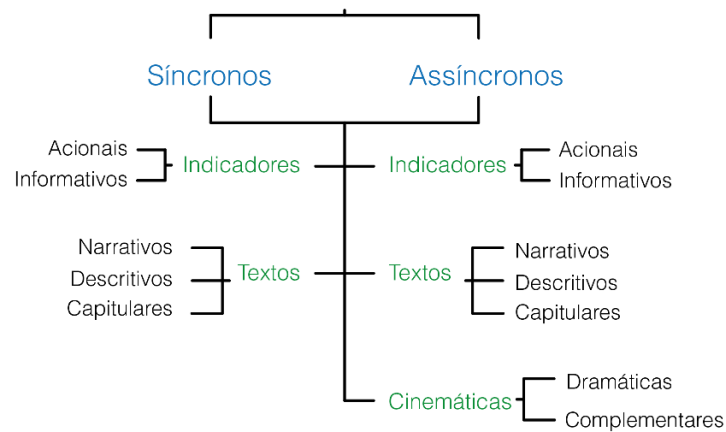 Síncronos Assíncronos
Acionais
Informativos
Indicadores
Indicadores
Acionais
Informativos
Narrativos
Descritivos
Capitulares
Textos
Textos
Narrativos
Descritivos
Capitulares
Cinemáticas
Dramáticas
Complementares